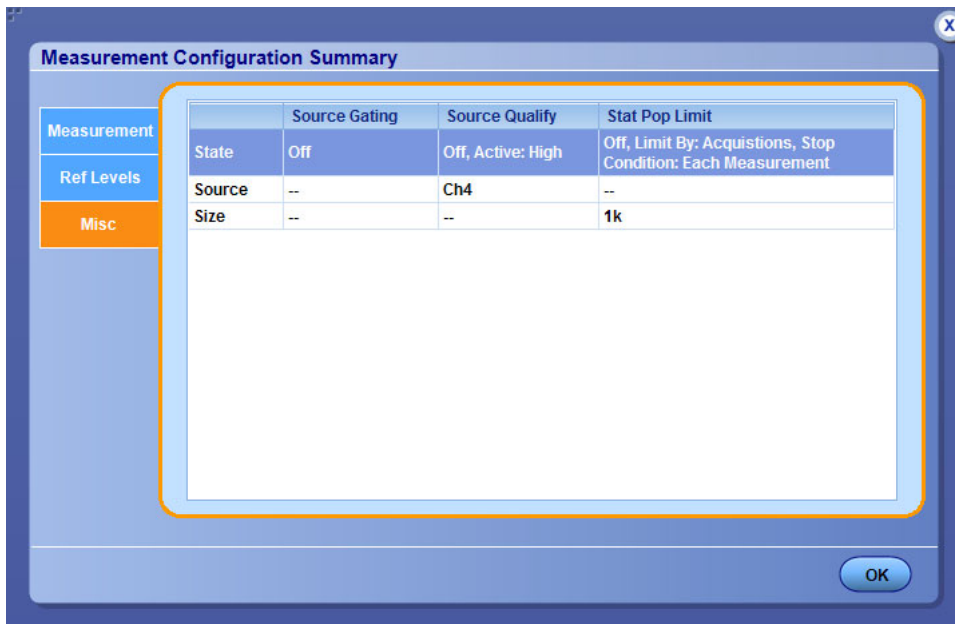 X
Measurement Configuration Summary
Measurement
Ref Levels
Misc
Source Gating Source Qualify Stat Pop Limit
State Off Off, Active: High Off, Limit By: Acquistions, Stop
Condition: Each Measurement
Source -- Ch4 --
Size -- -- 1k
OK